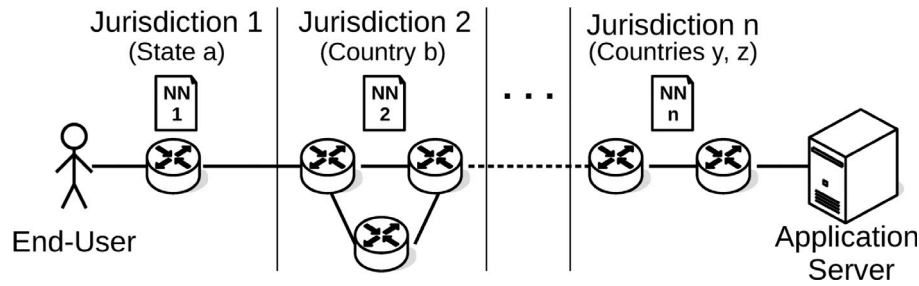 Jurisdiction 1
(State a)
NN
1
Jurisdiction 2
(Country b)
NN
2
. . .
Jurisdiction n
(Countries y, z)
NN
n
End-User
Application
Server